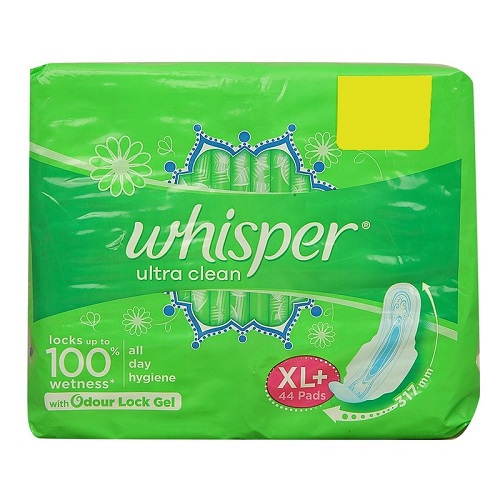 whisper®
ultra clean
locks up to
100%
wetness*
all
day
hygiene
with Odour Lock Gel
XL+
44 Pads
317 mm